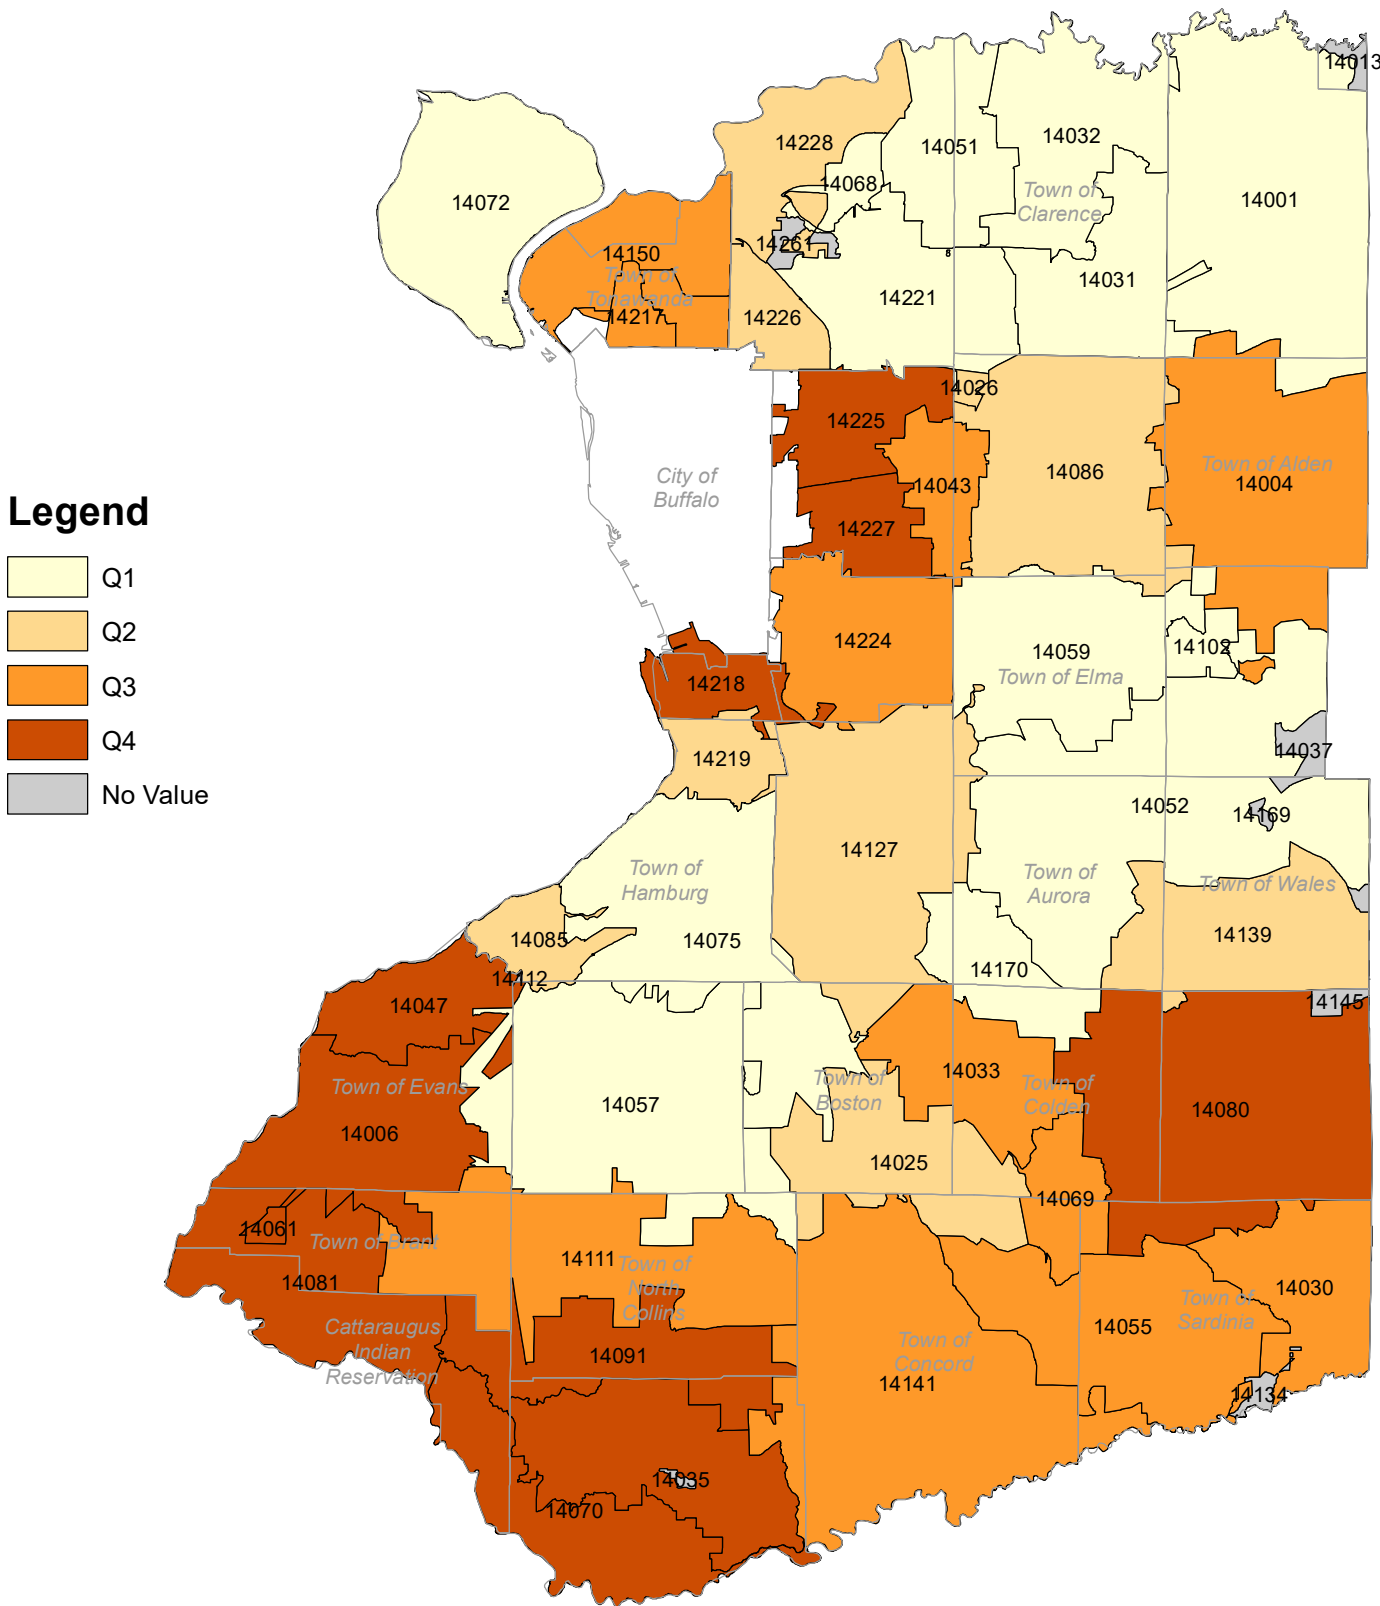 14013
14032
14228
14051
14068
Town of
Clarence
14001
14072
14261
14150
Town of
Tonawanda
14031
14221
14217
14226
14026
14225
Town of Alden
14086
14004
City of
Buffalo
14043
Legend
14227
Q1
Q2
14224
14059
14102
Town of Elma
Q3
14218
Q4
14037
14219
No Value
14052
14169
14127
Town of
Hamburg
Town of
Aurora
Town of Wales
14085
14075
14139
14170
14112
14047
14145
14033
Town of Evans
Town of
Boston
Town of
Colden
14057
14080
14006
14025
14069
14061
Town of Brant
14111
Town of
North
Collins
14081
14030
Town of
Sardinia
Cattaraugus
Indian
Reservation
14055
Town of
Concord
14091
14141
14134
14035
14070